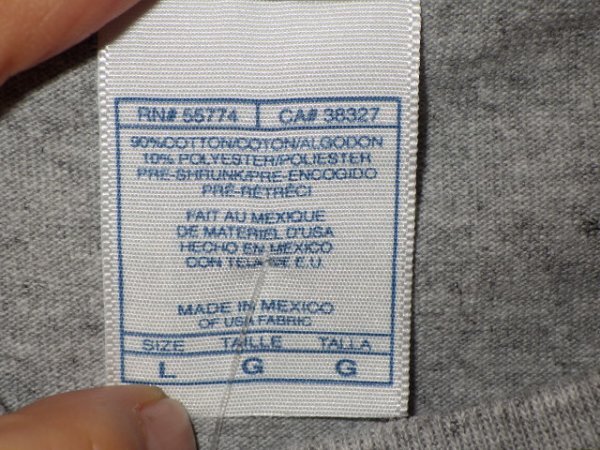 RN# 55774 CA# 38327
90%COTTON/COTON/ALGODON
10% POLYESTER/POLIESTER
PRE-SHRUNK/PRE-ENCOGIDO
PRÉ-RÉTRÉCI
FAIT AU MEXIQUE
DE MATERIEL D'USA
HECHO EN MEXICO
CON TELA DE E.U.
MADE IN MEXICO
OF USA FABRIC
SIZE TAILLE TALLA
L G G